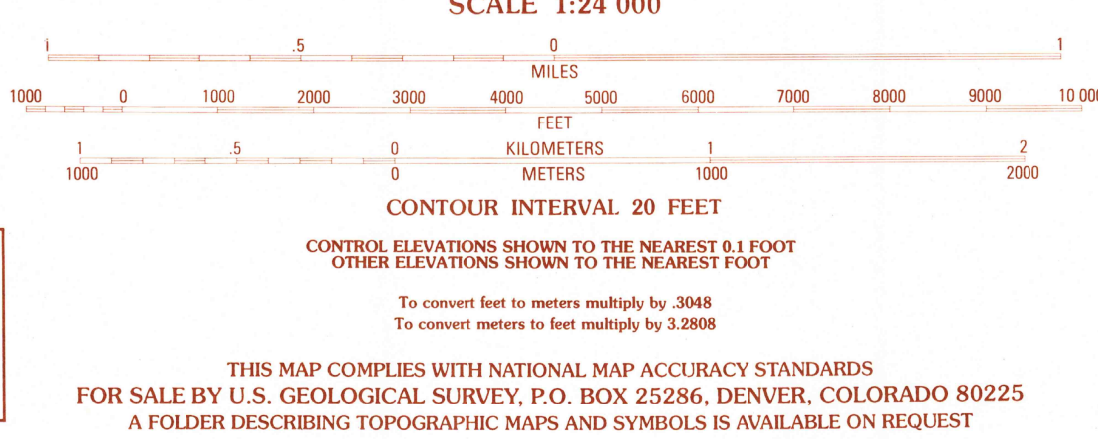 SCALE 1:24 000
1 .5 0 1
MILES
1000 0 1000 2000 3000 4000 5000 6000 7000 8000 9000 10 000
FEET
1 .5 0 KILOMETERS 1 2
1000 0 METERS 1000 2000
CONTOUR INTERVAL 20 FEET
CONTROL ELEVATIONS SHOWN TO THE NEAREST 0.1 FOOT
OTHER ELEVATIONS SHOWN TO THE NEAREST FOOT
To convert feet to meters multiply by .3048
To convert meters to feet multiply by 3.2808
THIS MAP COMPLIES WITH NATIONAL MAP ACCURACY STANDARDS
FOR SALE BY U.S. GEOLOGICAL SURVEY, P.O. BOX 25286, DENVER, COLORADO 80225
A FOLDER DESCRIBING TOPOGRAPHIC MAPS AND SYMBOLS IS AVAILABLE ON REQUEST